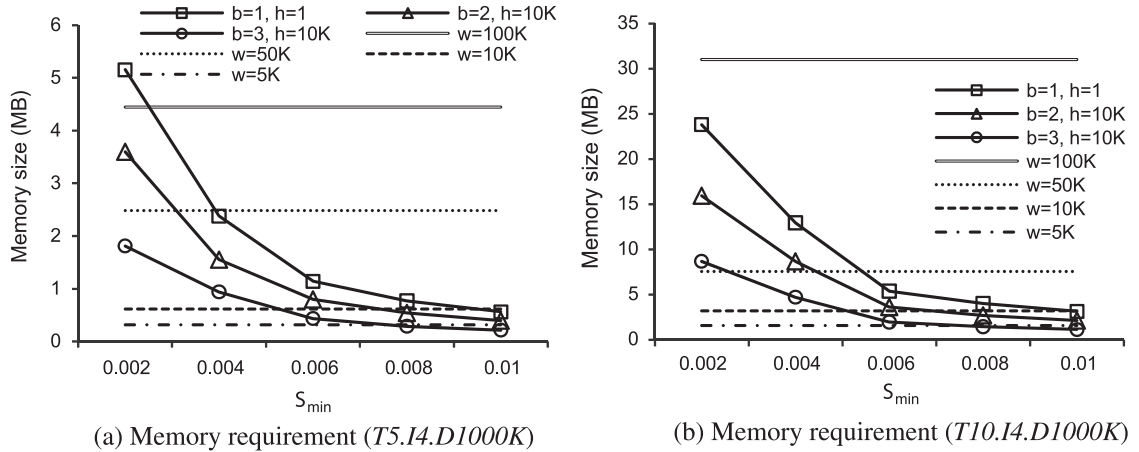 b=1, h=1
b=2, h=10K
b=3, h=10K
w=100K
w=50K
w=10K
w=5K
6
5
4
3
2
1
0
Memory size (MB)
0.002 0.004 0.006 0.008 0.01
Smin
(a) Memory requirement (T5.I4.D1000K)
35
30
25
20
15
10
5
0
Memory size (MB)
b=1, h=1
b=2, h=10K
b=3, h=10K
w=100K
w=50K
w=10K
w=5K
0.002 0.004 0.006 0.008 0.01
Smin
(b) Memory requirement (T10.I4.D1000K)